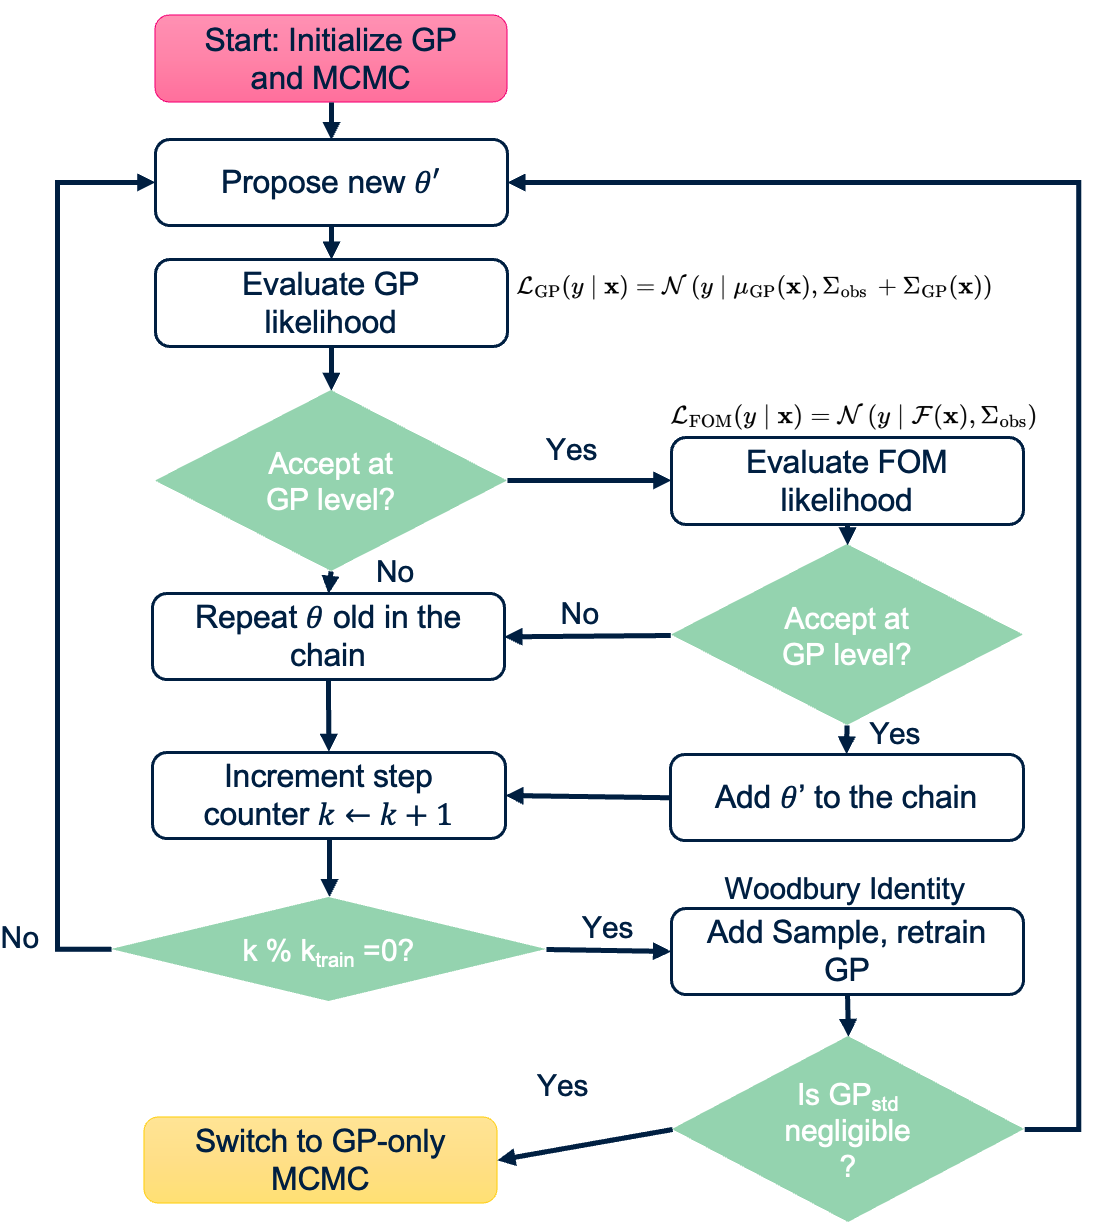 Start: Initialize GP
and MCMC
Propose new θ′
Evaluate GP
likelihood
ℒ_GP(y | x) = 𝒩 (y | μ_GP(x), Σ_obs + Σ_GP(x))
Accept at
GP level?
Yes
ℒ_FOM(y | x) = 𝒩 (y | ℱ(x), Σ_obs)
Evaluate FOM
likelihood
No
Repeat θ old in the
chain
No
Accept at
GP level?
Yes
Increment step
counter k ← k + 1
Add θ’ to the chain
No
k % k_train =0?
Yes
Woodbury Identity
Add Sample, retrain
GP
Yes
Is GP_std
negligible
?
Switch to GP-only
MCMC